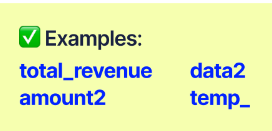 ✅ Examples:
total_revenue data2
amount2 temp_